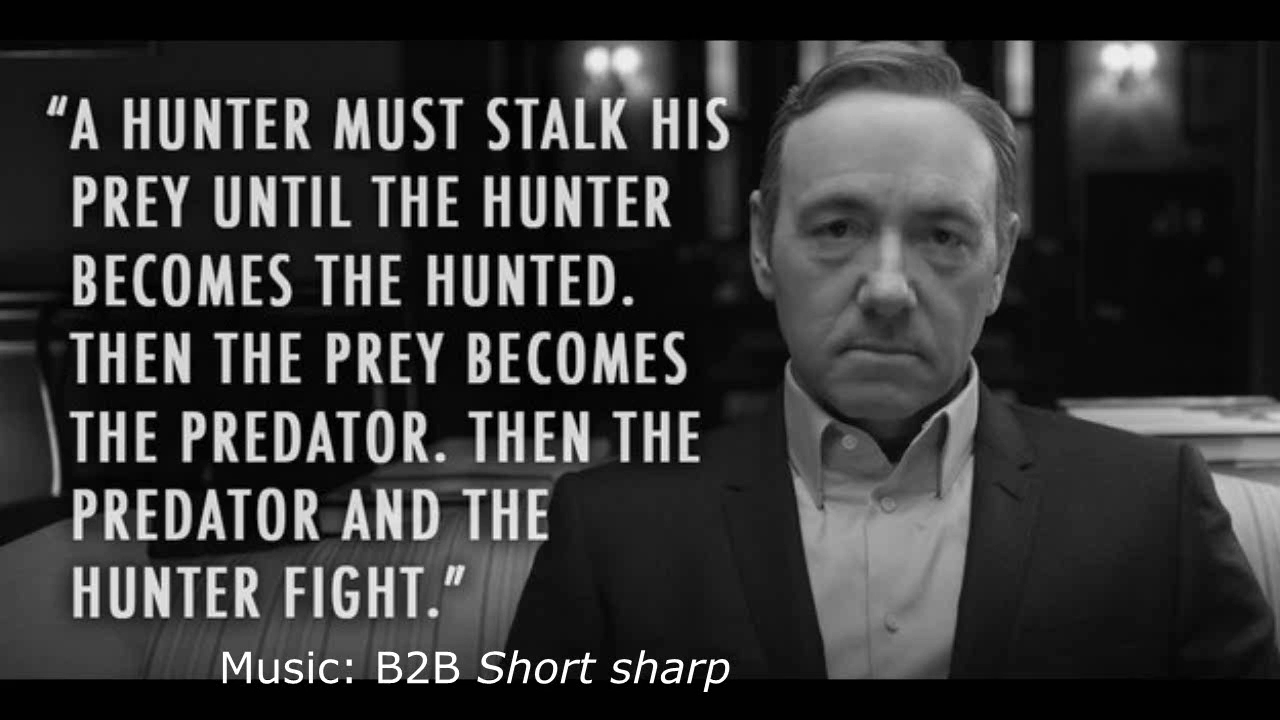 “A HUNTER MUST STALK HIS
PREY UNTIL THE HUNTER
BECOMES THE HUNTED.
THEN THE PREY BECOMES
THE PREDATOR. THEN THE
PREDATOR AND THE
HUNTER FIGHT.”
Music: B2B Short sharp